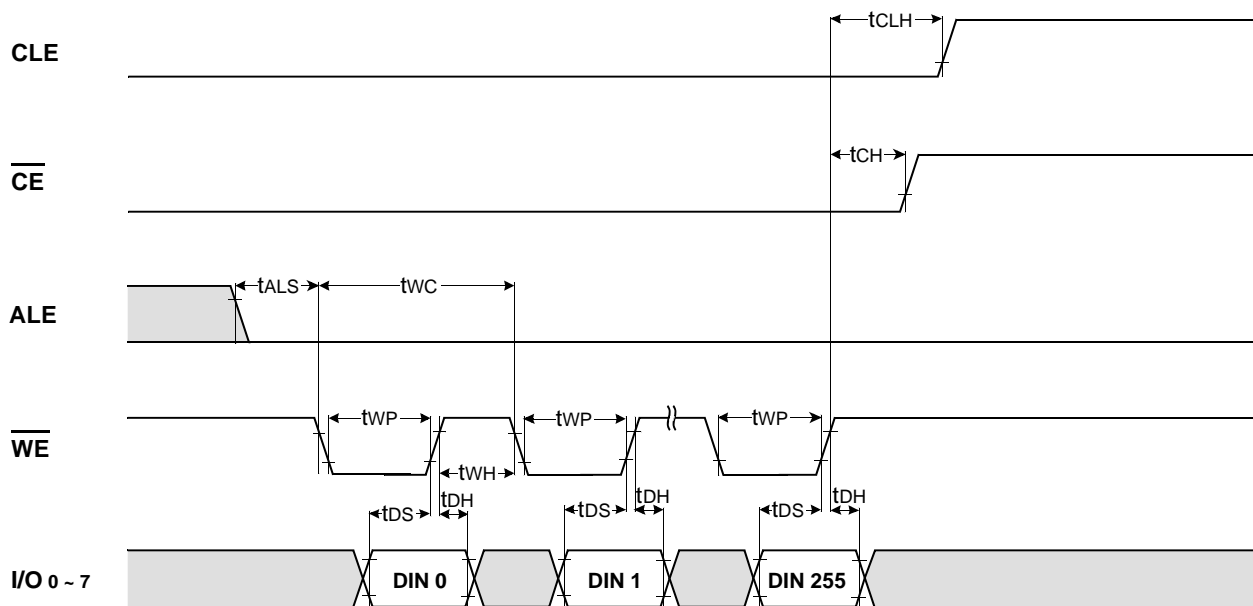 tCLH
CLE
tCH
CE
tALS
tWC
ALE
tWP
tWP
tWP
WE
tWH
tDH
tDH
tDH
tDS
tDS
tDS
I/O 0 ~ 7
DIN 0
DIN 1
DIN 255